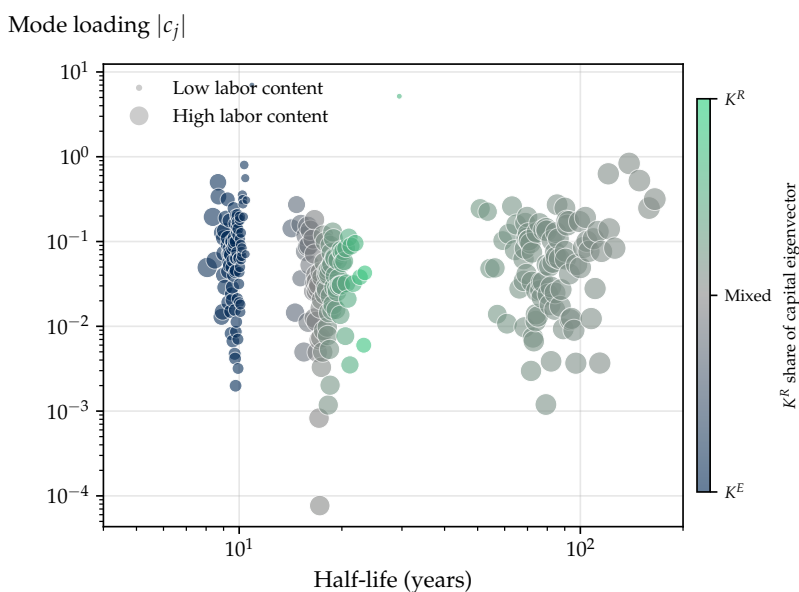 Mode loading |c_j|
10^1
10^0
10^−1
10^−2
10^−3
10^−4
Low labor content
High labor content
10^1
10^2
Half-life (years)
K^R
Mixed
K^E
K^R share of capital eigenvector